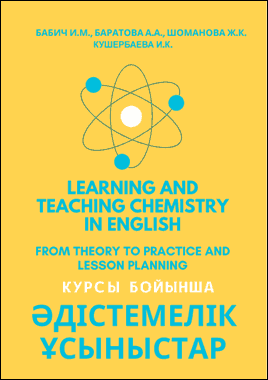 БАБИЧ И.М., БАРАТОВА А.А., ШОМАНОВА Ж.К.
КУШЕРБАЕВА И.К.
LEARNING AND
TEACHING CHEMISTRY
IN ENGLISH
FROM THEORY TO PRACTICE AND
LESSON PLANNING
КУРСЫ БОЙЫНША
ӘДІСТЕМЕЛІК
ҰСЫНЫСТАР